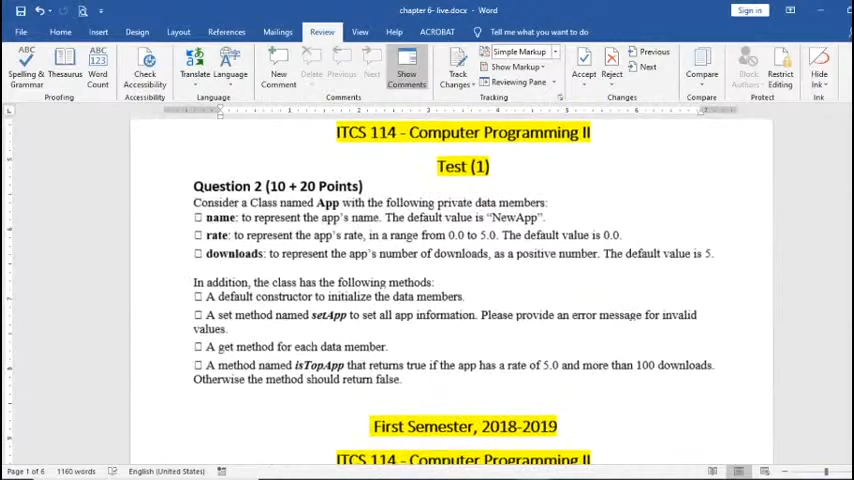 chapter 6- live.docx - Word
Sign in
File Home Insert Draw Design Layout References Mailings Review View Help ACROBAT Tell me what you want to do
Spelling & Grammar
Thesaurus
Word Count
Proofing
Check Accessibility
Accessibility
Translate
Language
Language
New Comment
Delete
Previous
Next
Show Comments
Comments
Track Changes
Simple Markup
Show Markup
Reviewing Pane
Tracking
Accept
Reject
Previous
Next
Changes
Compare
Compare
Block Authors
Restrict Editing
Protect
Hide Ink
Ink
ITCS 114 - Computer Programming II
Test (1)
Question 2 (10 + 20 Points)
Consider a Class named App with the following private data members:
name: to represent the app's name. The default value is “NewApp”.
rate: to represent the app's rate, in a range from 0.0 to 5.0. The default value is 0.0.
downloads: to represent the app's number of downloads, as a positive number. The default value is 5.
In addition, the class has the following methods:
A default constructor to initialize the data members.
A set method named setApp to set all app information. Please provide an error message for invalid
values.
A get method for each data member.
A method named isTopApp that returns true if the app has a rate of 5.0 and more than 100 downloads.
Otherwise the method should return false.
First Semester, 2018-2019
ITCS 114 - Computer Programming II
Page 1 of 6 1160 words English (United States)